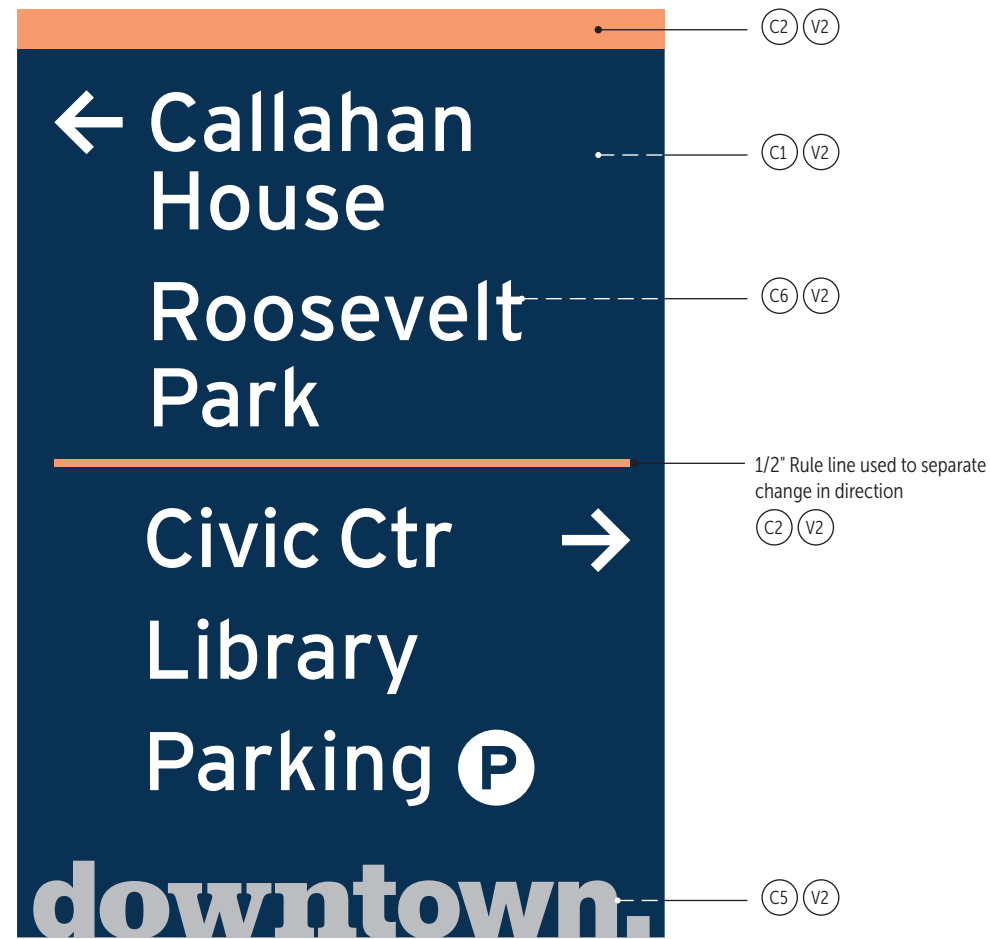 C2 V2
← Callahan
House
C1 V2
Roosevelt
C6 V2
Park
1/2" Rule line used to separate
change in direction
C2 V2
Civic Ctr →
Library
Parking P
downtown.
C5 V2